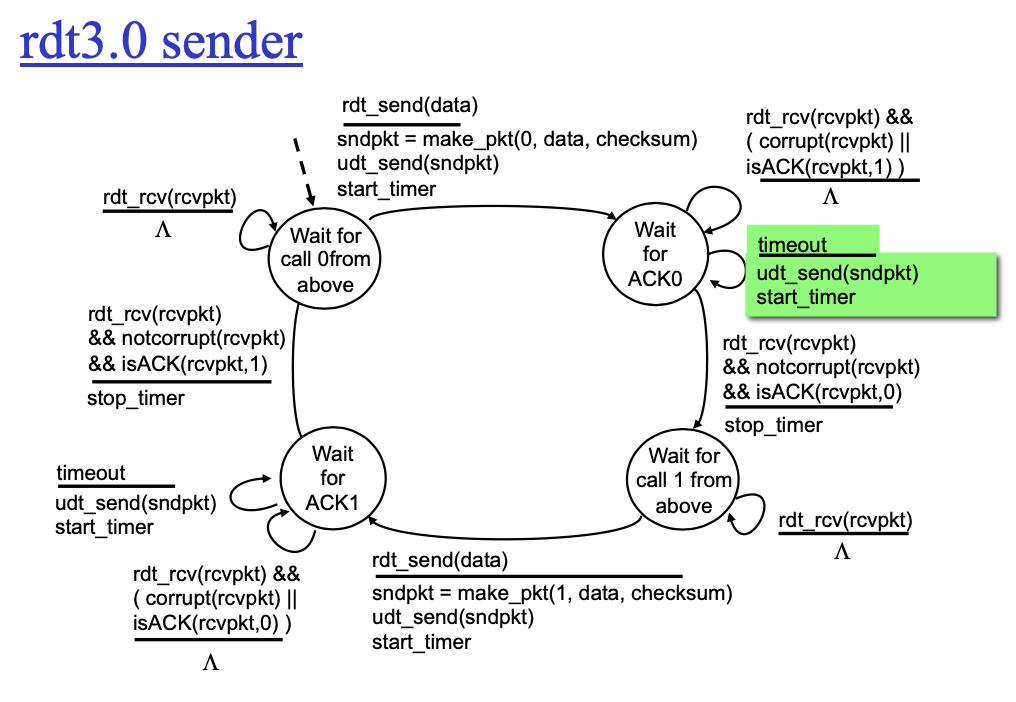 rdt3.0 sender
rdt_send(data)
sndpkt = make_pkt(0, data, checksum)
udt_send(sndpkt)
start_timer
rdt_rcv(rcvpkt) &&
( corrupt(rcvpkt) ||
isACK(rcvpkt,1) )
Λ
rdt_rcv(rcvpkt)
Λ
Wait for
call 0from
above
Wait
for
ACK0
timeout
udt_send(sndpkt)
start_timer
rdt_rcv(rcvpkt)
&& notcorrupt(rcvpkt)
&& isACK(rcvpkt,1)
stop_timer
rdt_rcv(rcvpkt)
&& notcorrupt(rcvpkt)
&& isACK(rcvpkt,0)
stop_timer
Wait
for
ACK1
Wait for
call 1 from
above
timeout
udt_send(sndpkt)
start_timer
rdt_rcv(rcvpkt)
Λ
rdt_rcv(rcvpkt) &&
( corrupt(rcvpkt) ||
isACK(rcvpkt,0) )
Λ
rdt_send(data)
sndpkt = make_pkt(1, data, checksum)
udt_send(sndpkt)
start_timer